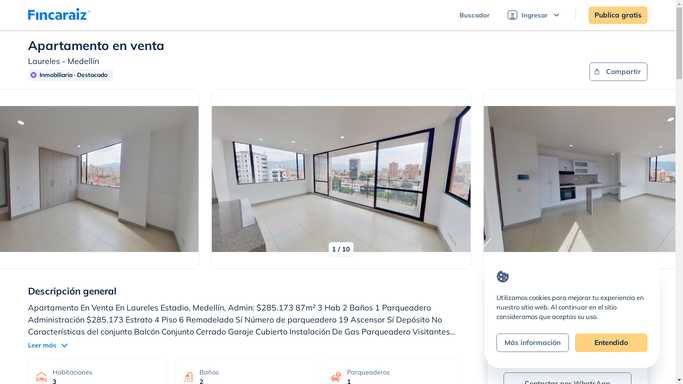 Fincaraiz
Buscador
Ingresar
Publica gratis
Apartamento en venta
Laureles - Medellín
Inmobiliaria · Destacado
Compartir
1 / 10
Descripción general
Apartamento En Venta En Laureles Estadio, Medellín, Admin: $285.173 87m² 3 Hab 2 Baños 1 Parqueadero
Administración $285,173 Estrato 4 Piso 6 Remodelado Sí Número de parqueadero 19 Ascensor Sí Depósito No
Características del conjunto Balcón Conjunto Cerrado Garaje Cubierto Instalación De Gas Parqueadero Visitantes...
Leer más
Habitaciones
3
Baños
2
Parqueaderos
1
Utilizamos cookies para mejorar tu experiencia en
nuestro sitio web. Al continuar en el sitio
consideramos que aceptas su uso.
Más información
Entendido
Contactar por WhatsApp